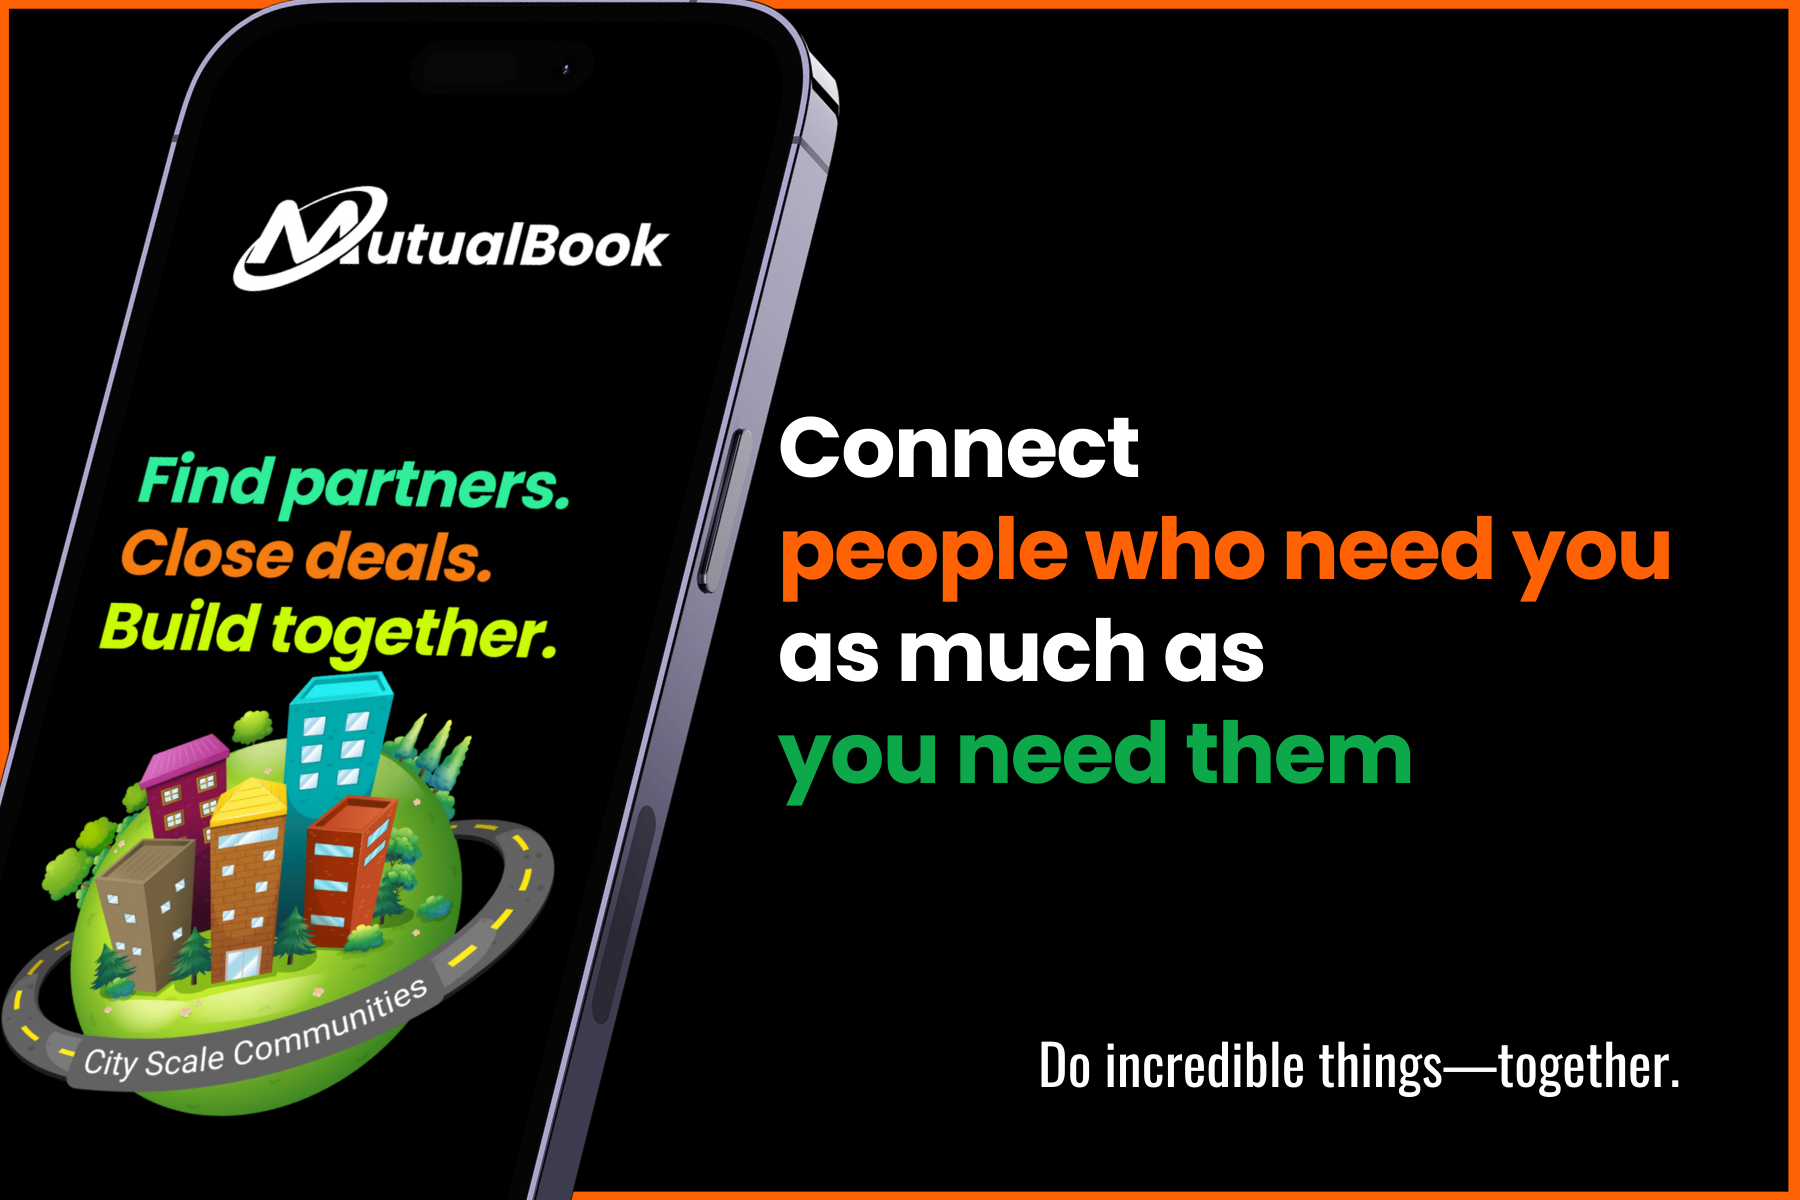 MutualBook
Find partners.
Close deals.
Build together.
City Scale Communities
Connect
people who need you
as much as
you need them
Do incredible things—together.